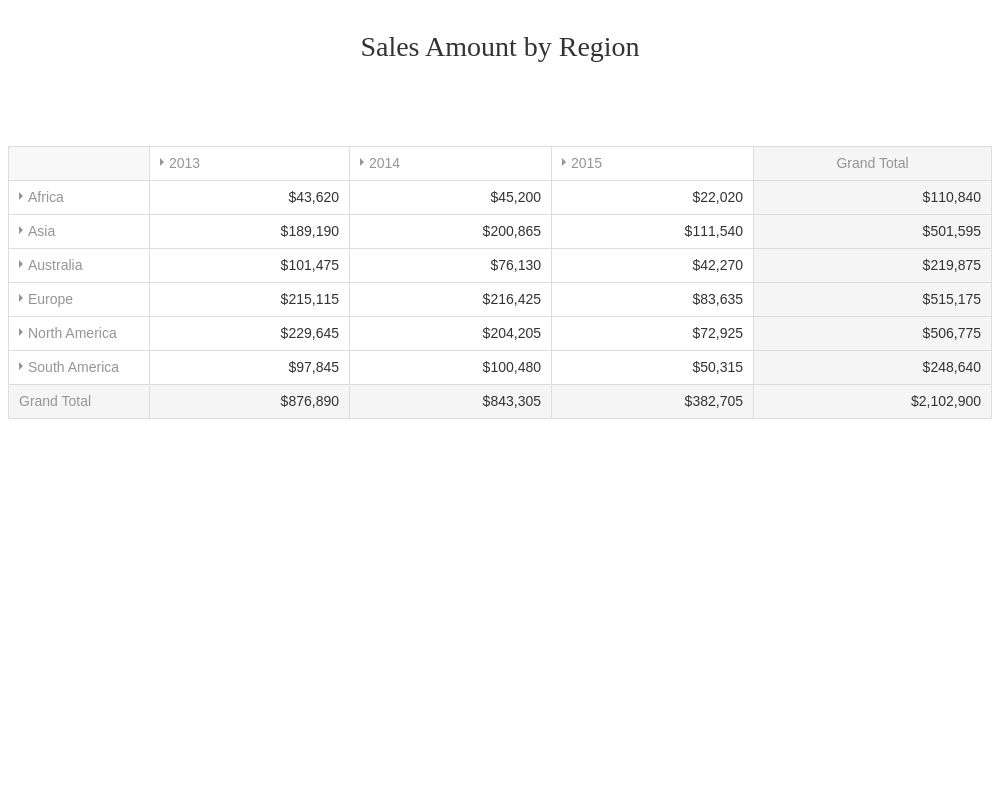 Sales Amount by Region
2013 2014 2015 Grand Total
Africa $43,620 $45,200 $22,020 $110,840
Asia $189,190 $200,865 $111,540 $501,595
Australia $101,475 $76,130 $42,270 $219,875
Europe $215,115 $216,425 $83,635 $515,175
North America $229,645 $204,205 $72,925 $506,775
South America $97,845 $100,480 $50,315 $248,640
Grand Total $876,890 $843,305 $382,705 $2,102,900